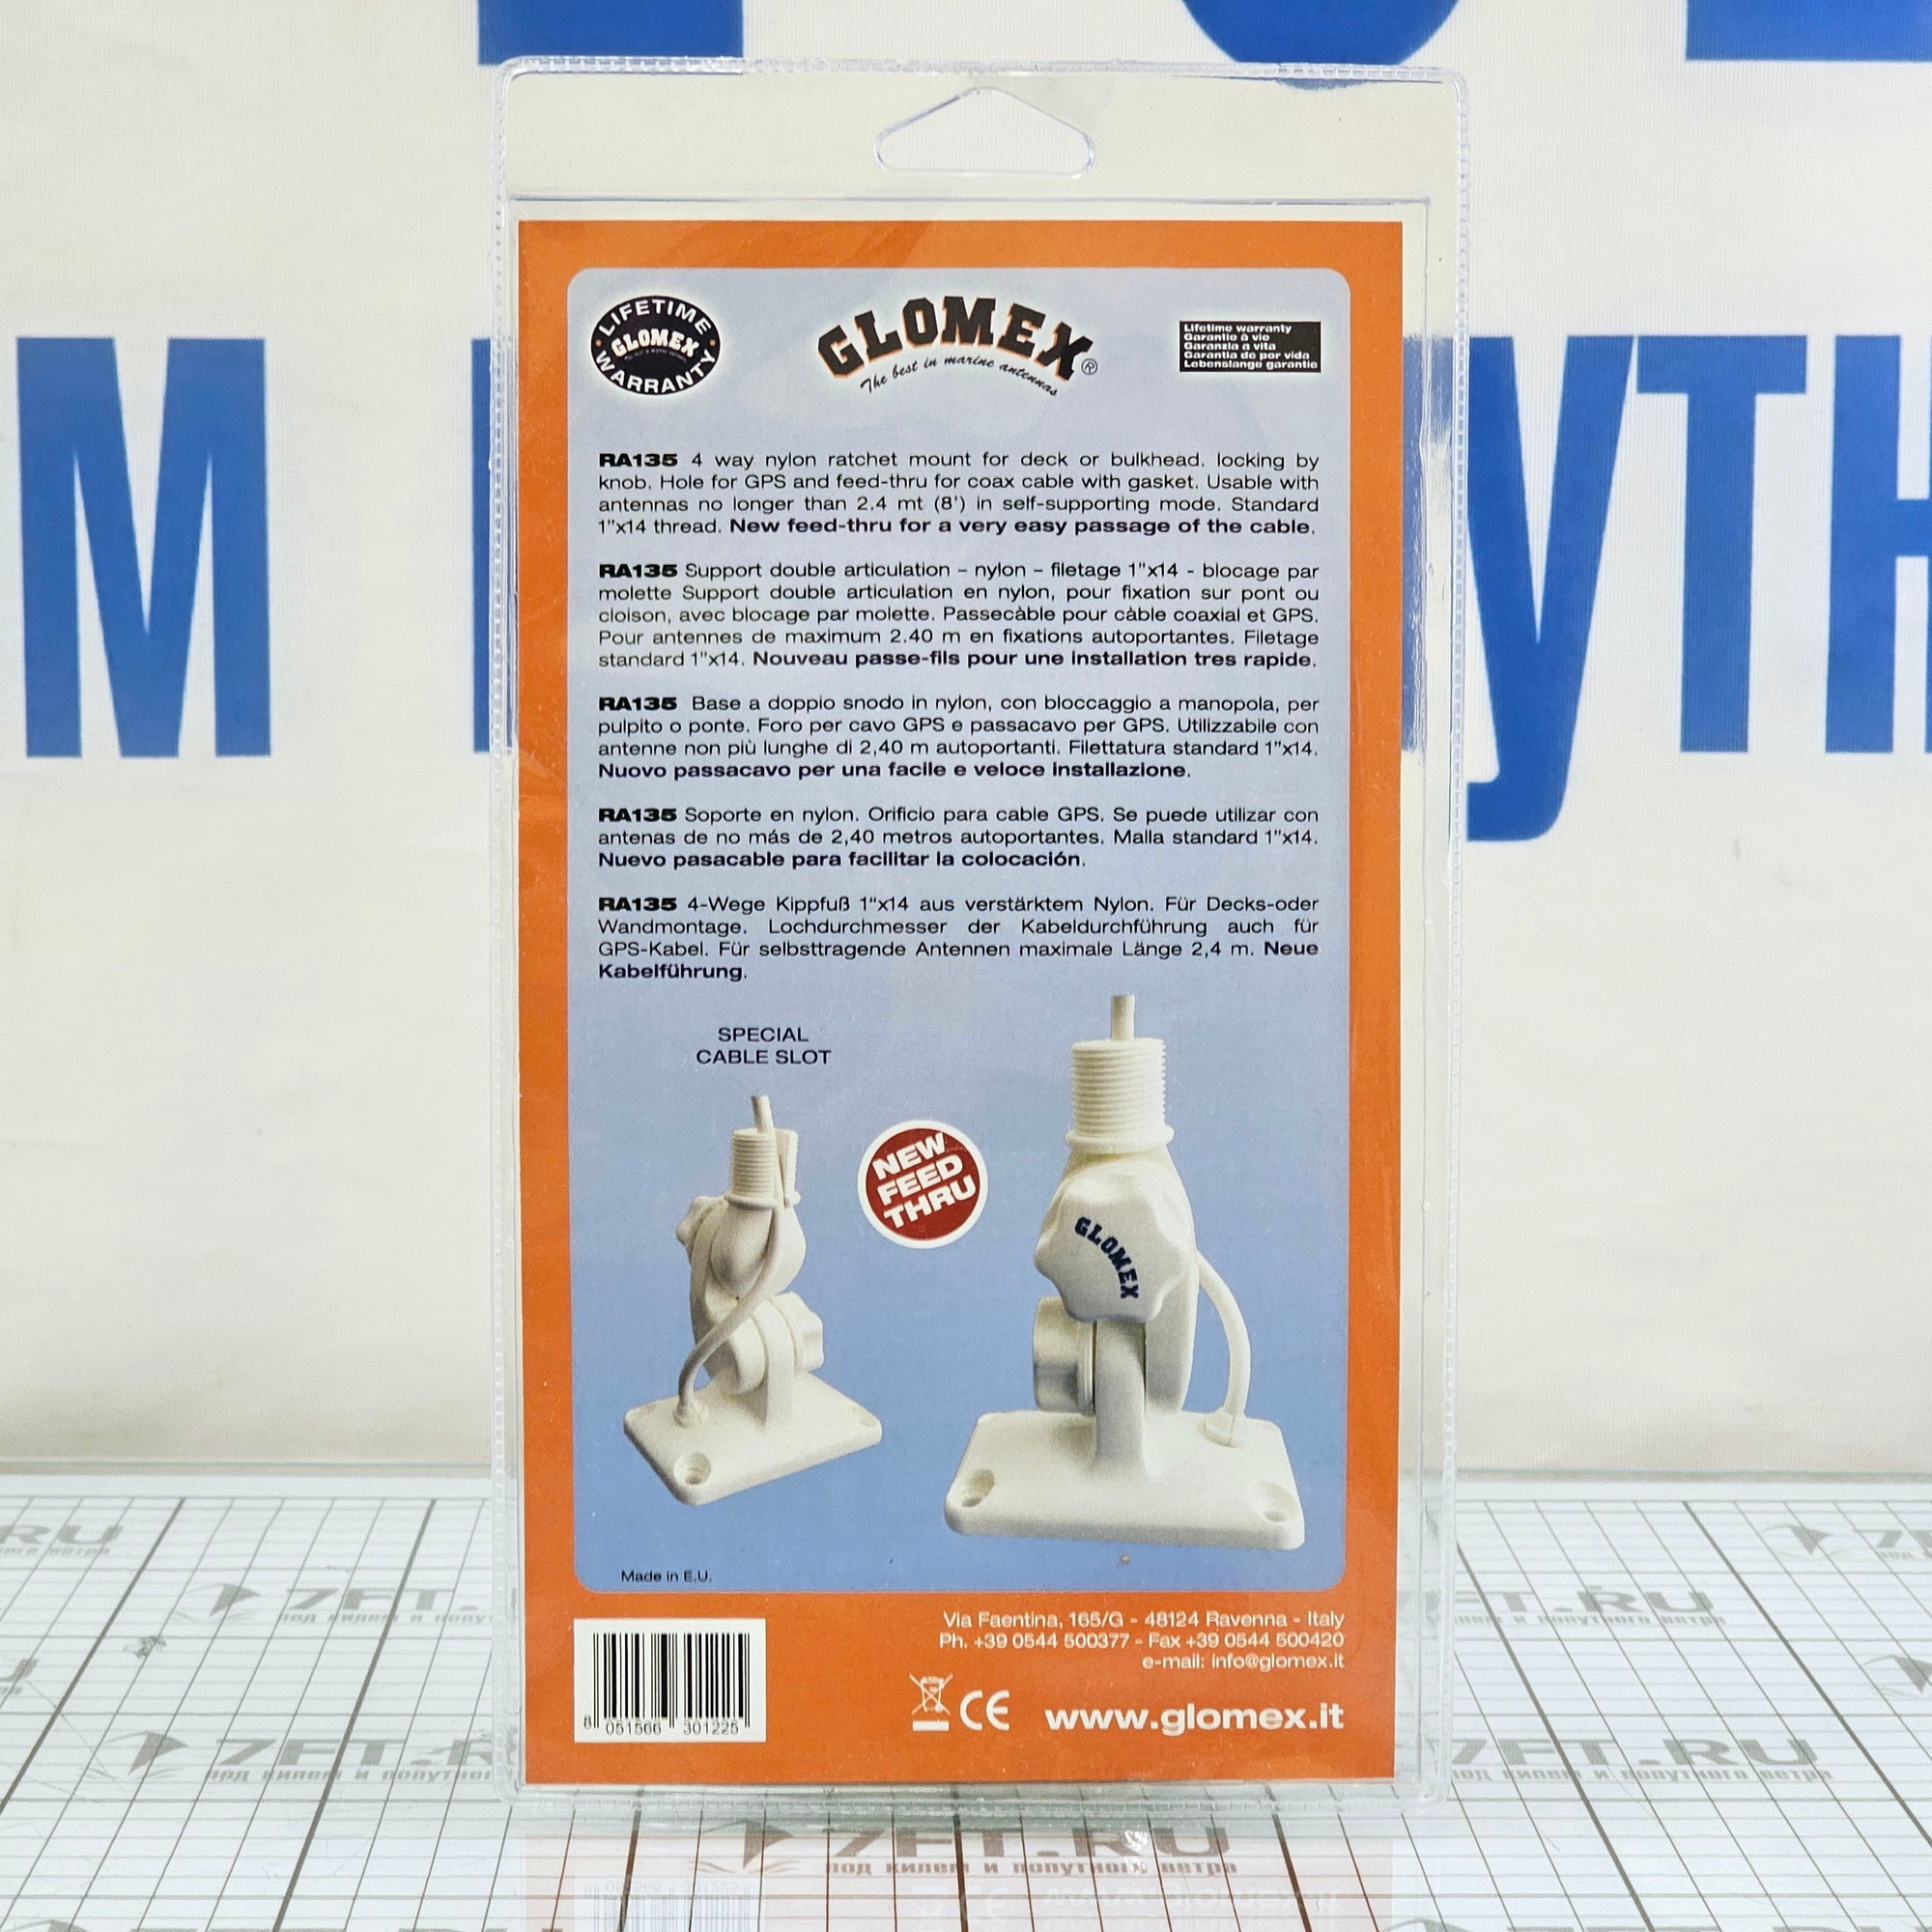 LIFETIME
GLOMEX
WARRANTY
GLOMEX®
The best in marine antennas
Lifetime warranty
Garantie à vie
Garanzia a vita
Garantia de por vida
Lebenslange garantie
RA135 4 way nylon ratchet mount for deck or bulkhead. locking by
knob. Hole for GPS and feed-thru for coax cable with gasket. Usable with
antennas no longer than 2.4 mt (8') in self-supporting mode. Standard
1"x14 thread. New feed-thru for a very easy passage of the cable.
RA135 Support double articulation – nylon – filetage 1"x14 - blocage par
molette Support double articulation en nylon, pour fixation sur pont ou
cloison, avec blocage par molette. Passecàble pour càble coaxial et GPS.
Pour antennes de maximum 2.40 m en fixations autoportantes. Filetage
standard 1"x14. Nouveau passe-fils pour une installation tres rapide.
RA135 Base a doppio snodo in nylon, con bloccaggio a manopola, per
pulpito o ponte. Foro per cavo GPS e passacavo per GPS. Utilizzabile con
antenne non più lunghe di 2,40 m autoportanti. Filettatura standard 1"x14.
Nuovo passacavo per una facile e veloce installazione.
RA135 Soporte en nylon. Orificio para cable GPS. Se puede utilizar con
antenas de no más de 2,40 metros autoportantes. Malla standard 1"x14.
Nuevo pasacable para facilitar la colocación.
RA135 4-Wege Kippfuß 1“x14 aus verstärktem Nylon. Für Decks-oder
Wandmontage. Lochdurchmesser der Kabeldurchführung auch für
GPS-Kabel. Für selbsttragende Antennen maximale Länge 2,4 m. Neue
Kabelführung.
SPECIAL
CABLE SLOT
NEW
FEED
THRU
GLOMEX
Made in E.U.
Via Faentina, 165/G - 48124 Ravenna - Italy
Ph. +39 0544 500377 - Fax +39 0544 500420
e-mail: info@glomex.it
CE
www.glomex.it
8 051566 301225
7FT.RU
под килем и попутного ветра